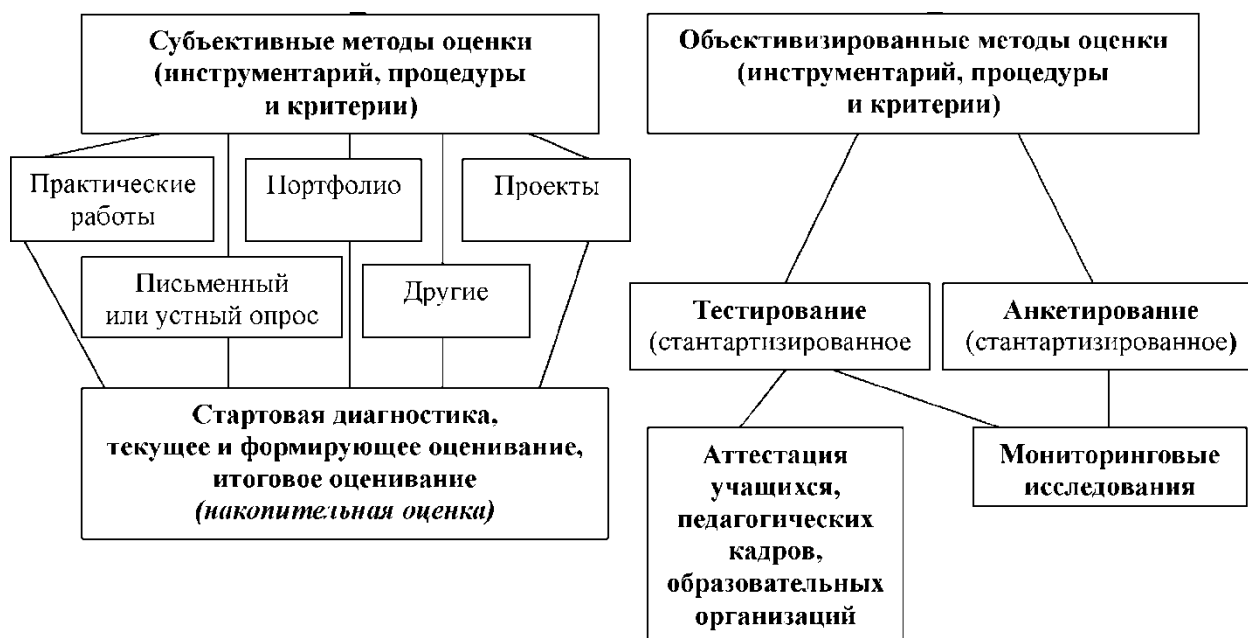 Субъективные методы оценки
(инструментарий, процедуры
и критерии)
Практические
работы
Портфолио
Проекты
Письменный
или устный опрос
Другие
Стартовая диагностика,
текущее и формирующее оценивание,
итоговое оценивание
(накопительная оценка)
Объективизированные методы оценки
(инструментарий, процедуры
и критерии)
Тестирование
(стантартизированное
Анкетирование
(стантартизированное)
Аттестация
учащихся,
педагогических
кадров,
образовательных
организаций
Мониторинговые
исследования